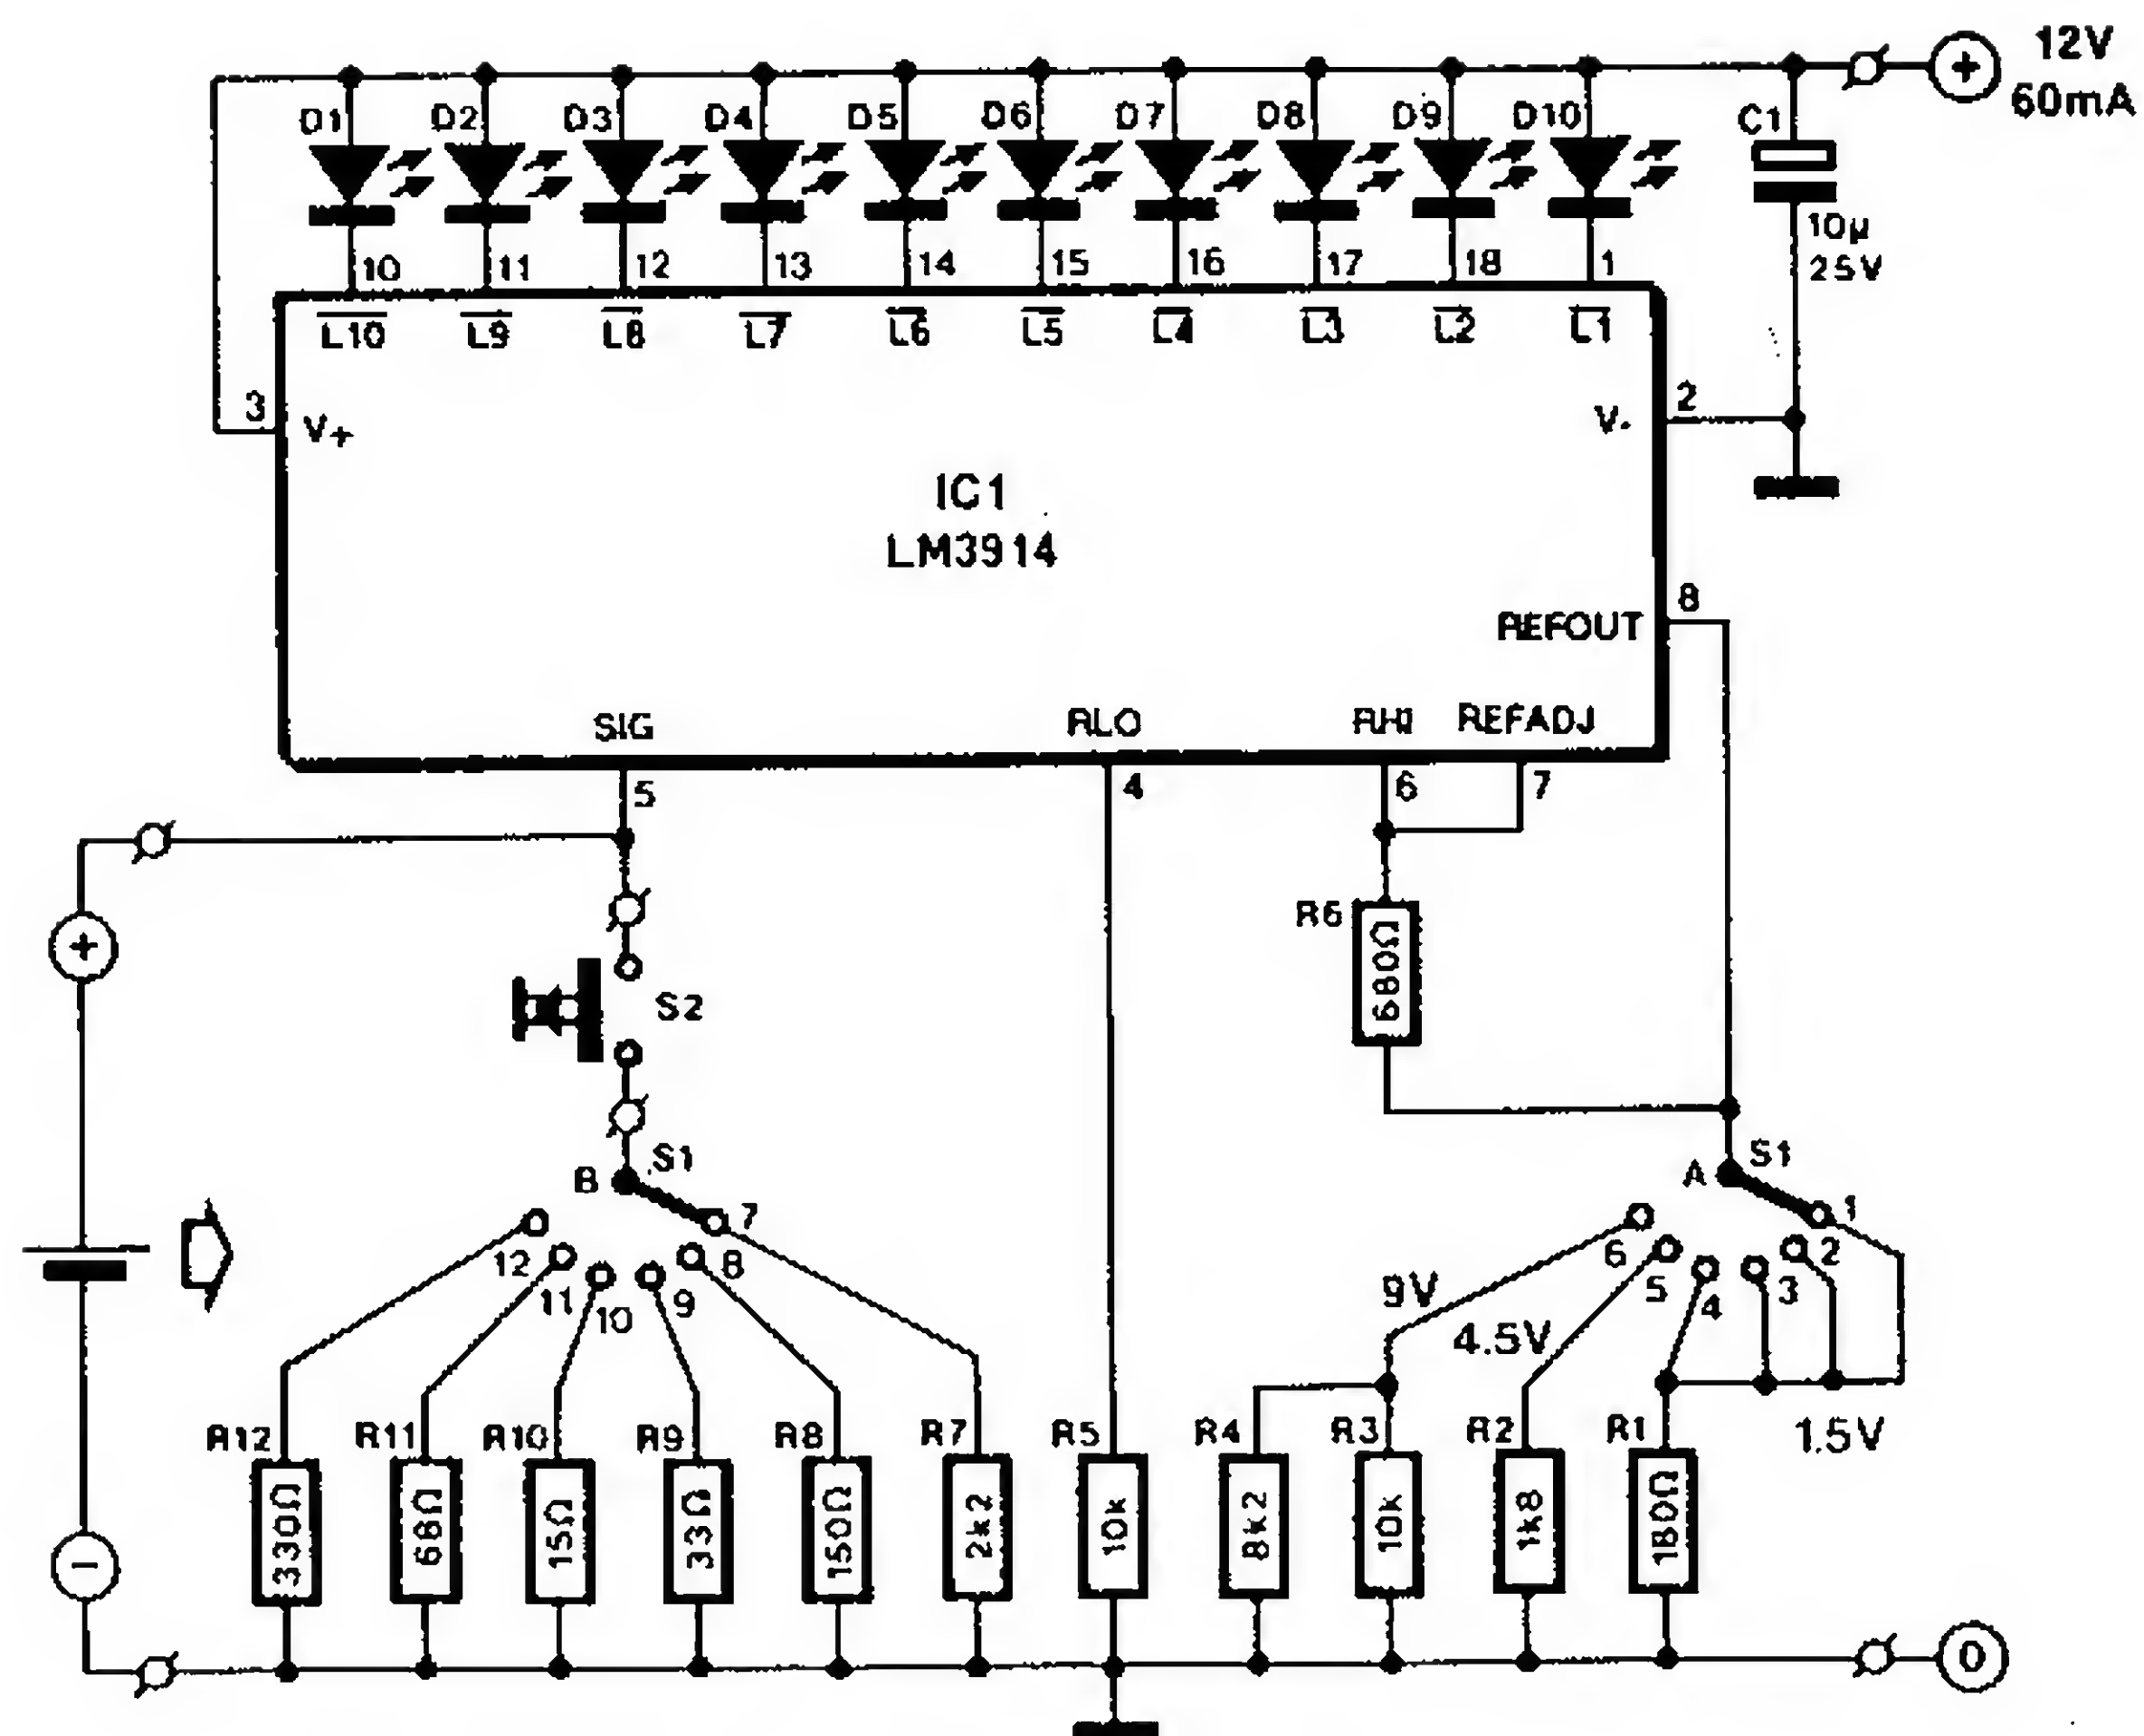 12V
60mA
D1 D2 D3 D4 D5 D6 D7 D8 D9 D10 C1
10µ
25V
10 11 12 13 14 15 16 17 18 1
L10 L9 L8 L7 L6 L5 L4 L3 L2 L1
3 V+ V- 2
IC1
LM3914
8
REFOUT
SIG RLO RHI REFADJ
5 4 6 7
+
R6
680Ω
S2
B S1 A S1
7 1
12 8 6 2
11 9 5 3
10 4
9V
4.5V
1.5V
R12 R11 R10 R9 R8 R7 R5 R4 R3 R2 R1
330Ω 68Ω 15Ω 33Ω 150Ω 2k2 10k 8k2 10k 1k8 180Ω
−
0